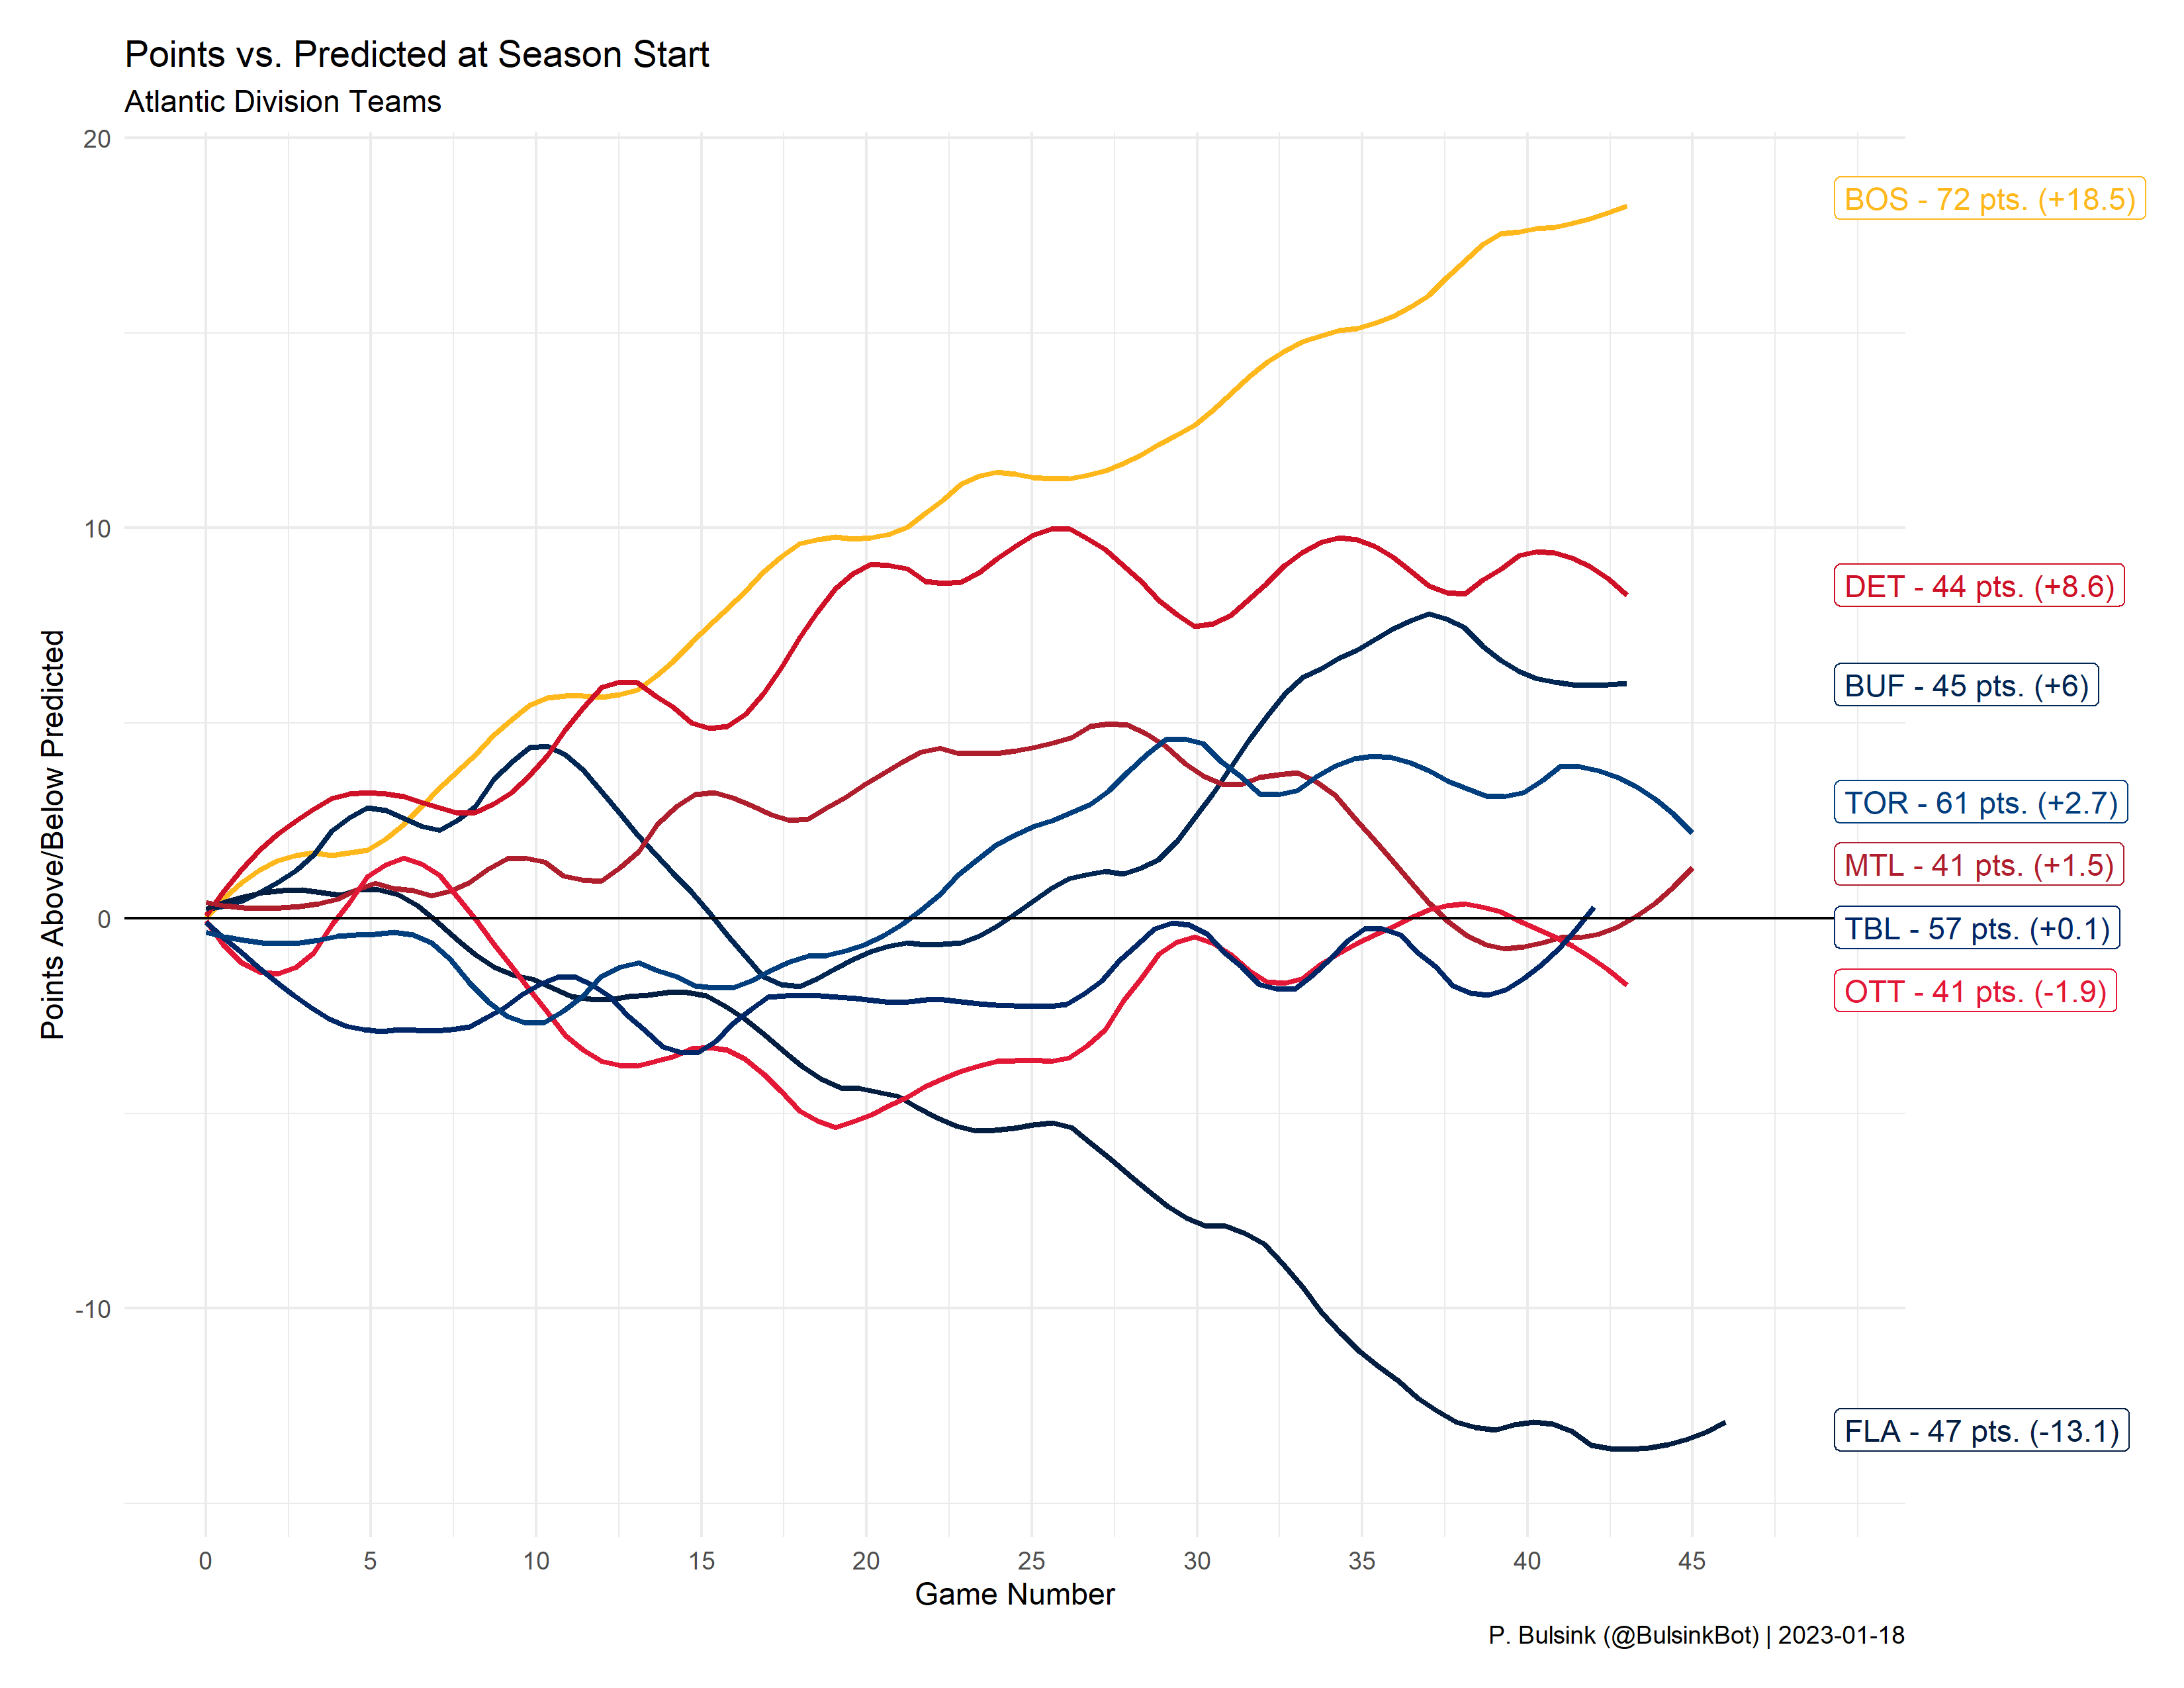 Points vs. Predicted at Season Start
Atlantic Division Teams
20
10
0
-10
Points Above/Below Predicted
BOS - 72 pts. (+18.5)
DET - 44 pts. (+8.6)
BUF - 45 pts. (+6)
TOR - 61 pts. (+2.7)
MTL - 41 pts. (+1.5)
TBL - 57 pts. (+0.1)
OTT - 41 pts. (-1.9)
FLA - 47 pts. (-13.1)
0 5 10 15 20 25 30 35 40 45
Game Number
P. Bulsink (@BulsinkBot) | 2023-01-18